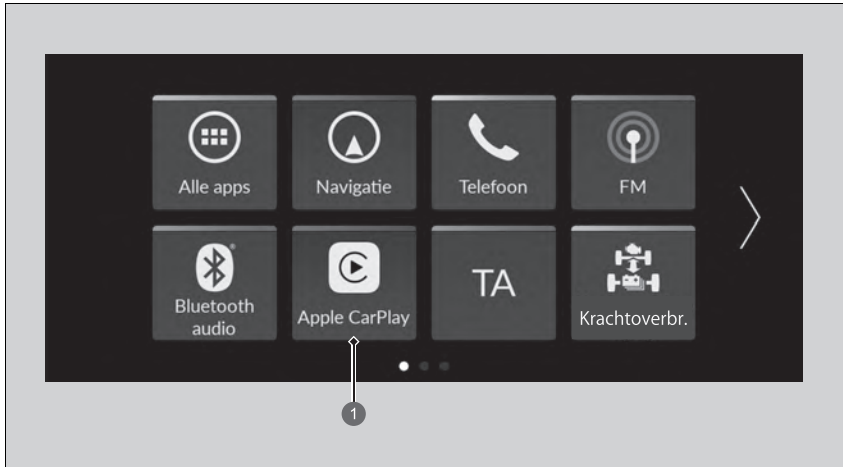 Alle apps
Navigatie
Telefoon
FM
Bluetooth
audio
Apple CarPlay
TA
Krachtoverbr.
1